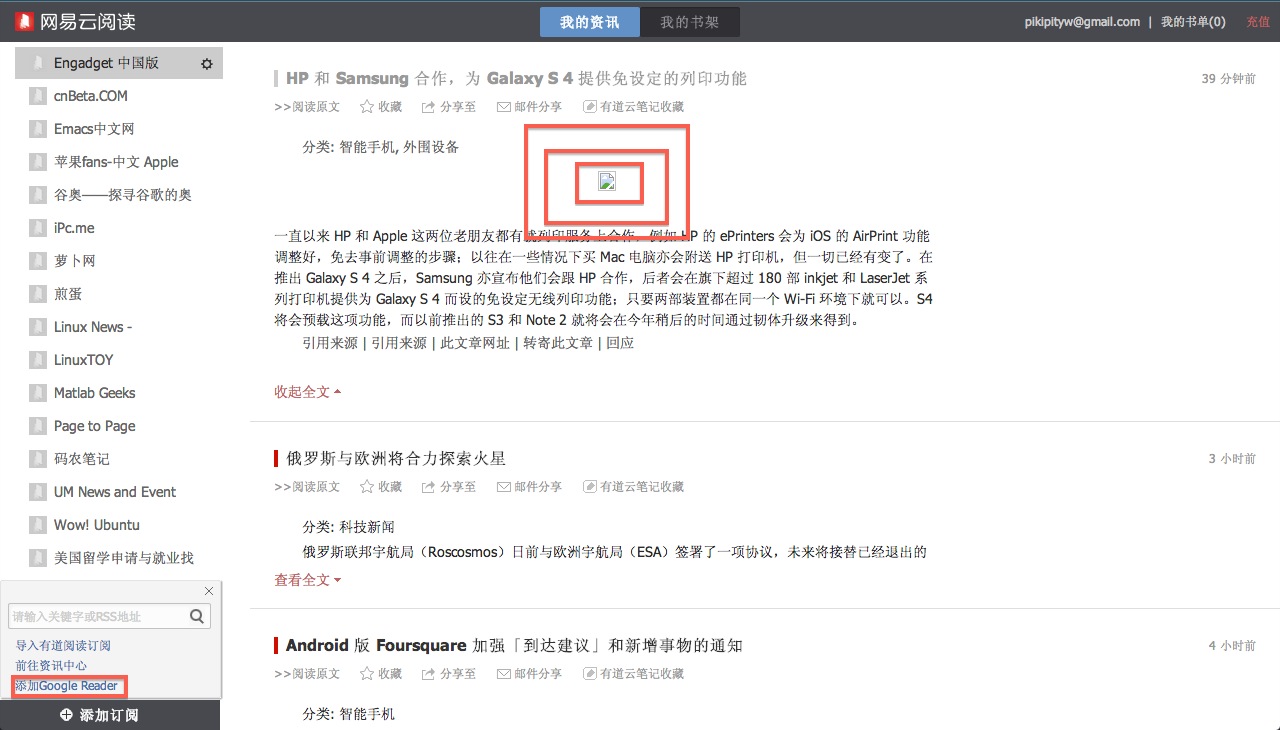 网易云阅读
我的资讯
我的书架
pikipityw@gmail.com | 我的书单(0) 充值
Engadget 中国版
cnBeta.COM
Emacs中文网
苹果fans-中文 Apple
谷奥——探寻谷歌的奥
iPc.me
萝卜网
煎蛋
Linux News -
LinuxTOY
Matlab Geeks
Page to Page
码农笔记
UM News and Event
Wow! Ubuntu
美国留学申请与就业找
请输入关键字或RSS地址
导入有道阅读订阅
前往资讯中心
添加Google Reader
添加订阅
HP 和 Samsung 合作，为 Galaxy S 4 提供免设定的列印功能
39 分钟前
>>阅读原文 收藏 分享至 邮件分享 有道云笔记收藏
分类: 智能手机, 外围设备
一直以来 HP 和 Apple 这两位老朋友都有就列印服务上合作，例如 HP 的 ePrinters 会为 iOS 的 AirPrint 功能
调整好，免去事前调整的步骤；以往在一些情况下买 Mac 电脑亦会附送 HP 打印机，但一切已经有变了。在
推出 Galaxy S 4 之后，Samsung 亦宣布他们会跟 HP 合作，后者会在旗下超过 180 部 inkjet 和 LaserJet 系
列打印机提供为 Galaxy S 4 而设的免设定无线列印功能；只要两部装置都在同一个 Wi-Fi 环境下就可以。S4
将会预载这项功能，而以前推出的 S3 和 Note 2 就将会在今年稍后的时间通过韧体升级来得到。
引用来源 | 引用来源 | 此文章网址 | 转寄此文章 | 回应
收起全文
俄罗斯与欧洲将合力探索火星
3 小时前
>>阅读原文 收藏 分享至 邮件分享 有道云笔记收藏
分类: 科技新闻
俄罗斯联邦宇航局（Roscosmos）日前与欧洲宇航局（ESA）签署了一项协议，未来将接替已经退出的
查看全文
Android 版 Foursquare 加强「到达建议」和新增事物的通知
4 小时前
>>阅读原文 收藏 分享至 邮件分享 有道云笔记收藏
分类: 智能手机